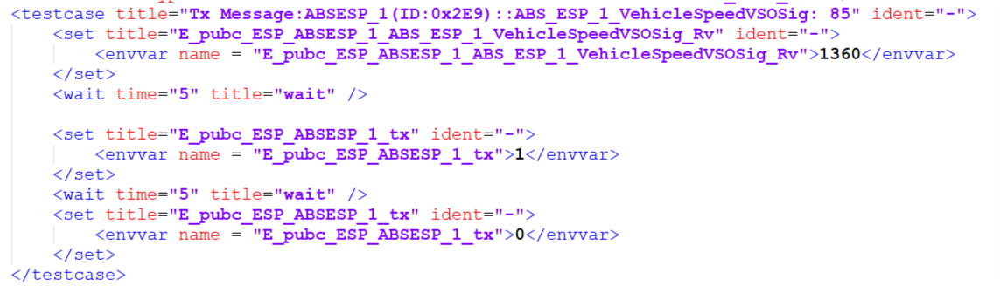 <testcase title="Tx Message:ABSESP_1(ID:0x2E9)::ABS_ESP_1_VehicleSpeedVSOSig: 85" ident="-">
<set title="E_pubc_ESP_ABSESP_1_ABS_ESP_1_VehicleSpeedVSOSig_Rv" ident="-">
<envvar name = "E_pubc_ESP_ABSESP_1_ABS_ESP_1_VehicleSpeedVSOSig_Rv">1360</envvar>
</set>
<wait time="5" title="wait" />
<set title="E_pubc_ESP_ABSESP_1_tx" ident="-">
<envvar name = "E_pubc_ESP_ABSESP_1_tx">1</envvar>
</set>
<wait time="5" title="wait" />
<set title="E_pubc_ESP_ABSESP_1_tx" ident="-">
<envvar name = "E_pubc_ESP_ABSESP_1_tx">0</envvar>
</set>
</testcase>